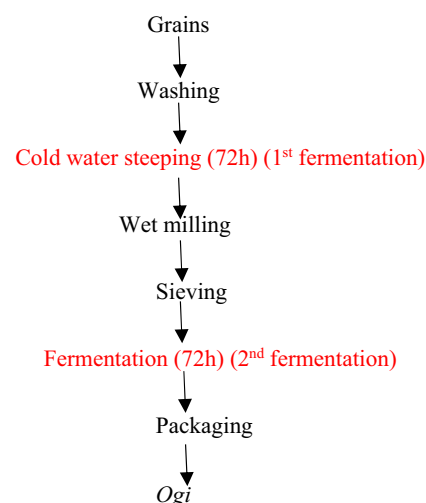 Grains
Washing
Cold water steeping (72h) (1st fermentation)
Wet milling
Sieving
Fermentation (72h) (2nd fermentation)
Packaging
Ogi